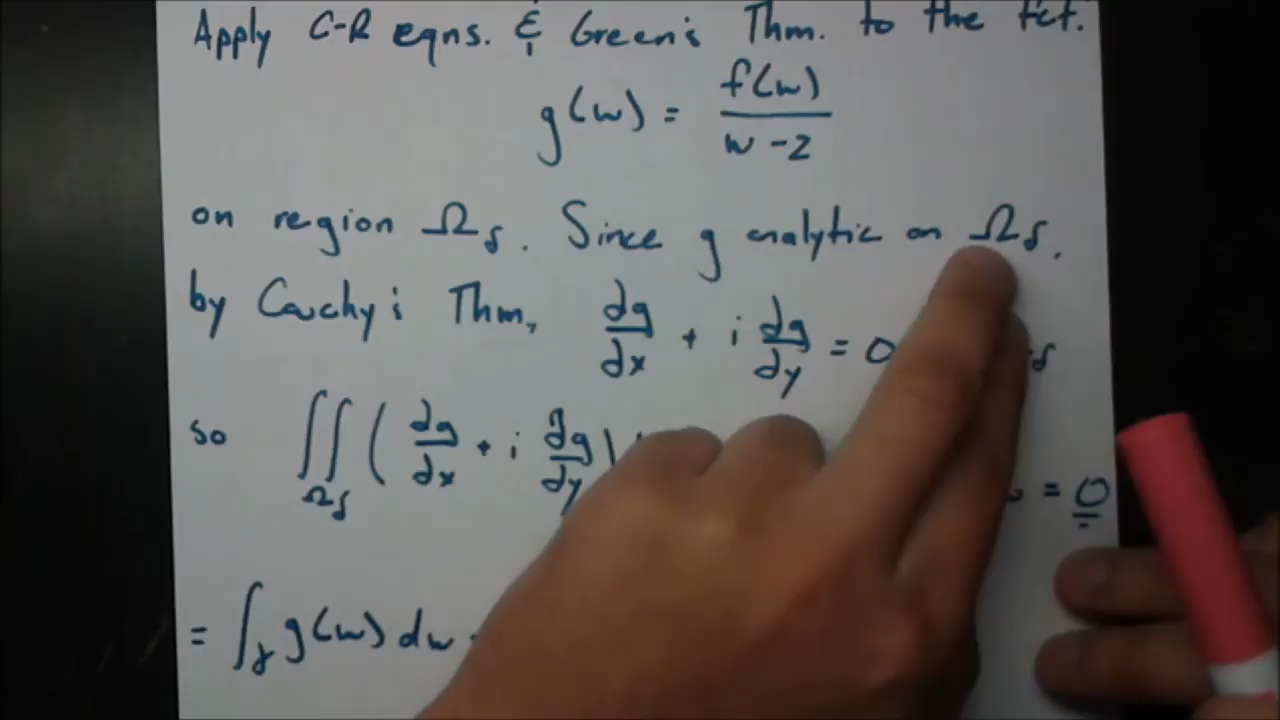 Apply C-R eqns. & Green's Thm. to the fct.
g(w) = f(w) / w - z
on region Ωδ. Since g analytic on Ωδ.
by Cauchy's Thm, ∂g/∂x + i ∂g/∂y = 0
so ∬Ωδ ( ∂g/∂x + i ∂g/∂y ) = 0
= ∫γ g(w) dw -